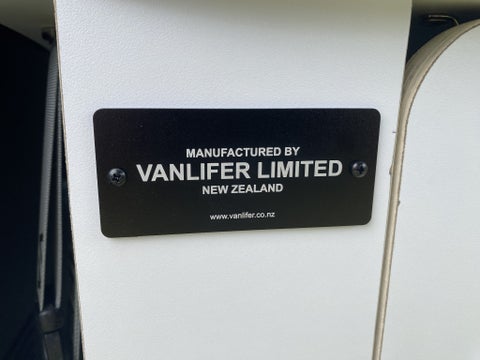 MANUFACTURED BY
VANLIFER LIMITED
NEW ZEALAND
www.vanlifer.co.nz